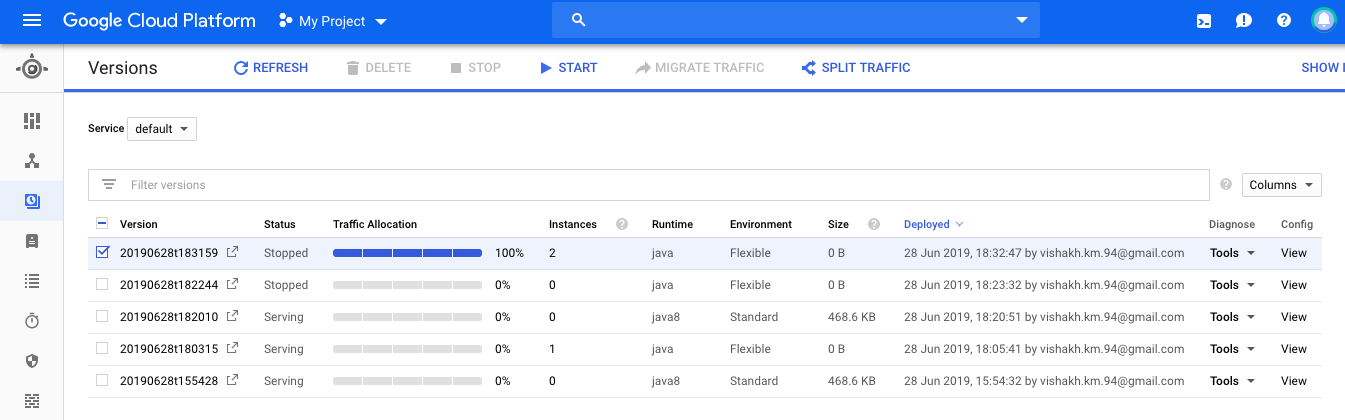 Google Cloud Platform My Project
Versions REFRESH DELETE STOP START MIGRATE TRAFFIC SPLIT TRAFFIC SHOW
Service default
Filter versions Columns
Version Status Traffic Allocation Instances Runtime Environment Size Deployed Diagnose Config
20190628t183159 Stopped 100% 2 java Flexible 0 B 28 Jun 2019, 18:32:47 by vishakh.km.94@gmail.com Tools View
20190628t182244 Stopped 0% 0 java Flexible 0 B 28 Jun 2019, 18:23:32 by vishakh.km.94@gmail.com Tools View
20190628t182010 Serving 0% 0 java8 Standard 468.6 KB 28 Jun 2019, 18:20:51 by vishakh.km.94@gmail.com Tools View
20190628t180315 Serving 0% 1 java Flexible 0 B 28 Jun 2019, 18:05:41 by vishakh.km.94@gmail.com Tools View
20190628t155428 Serving 0% 0 java8 Standard 468.6 KB 28 Jun 2019, 15:54:32 by vishakh.km.94@gmail.com Tools View